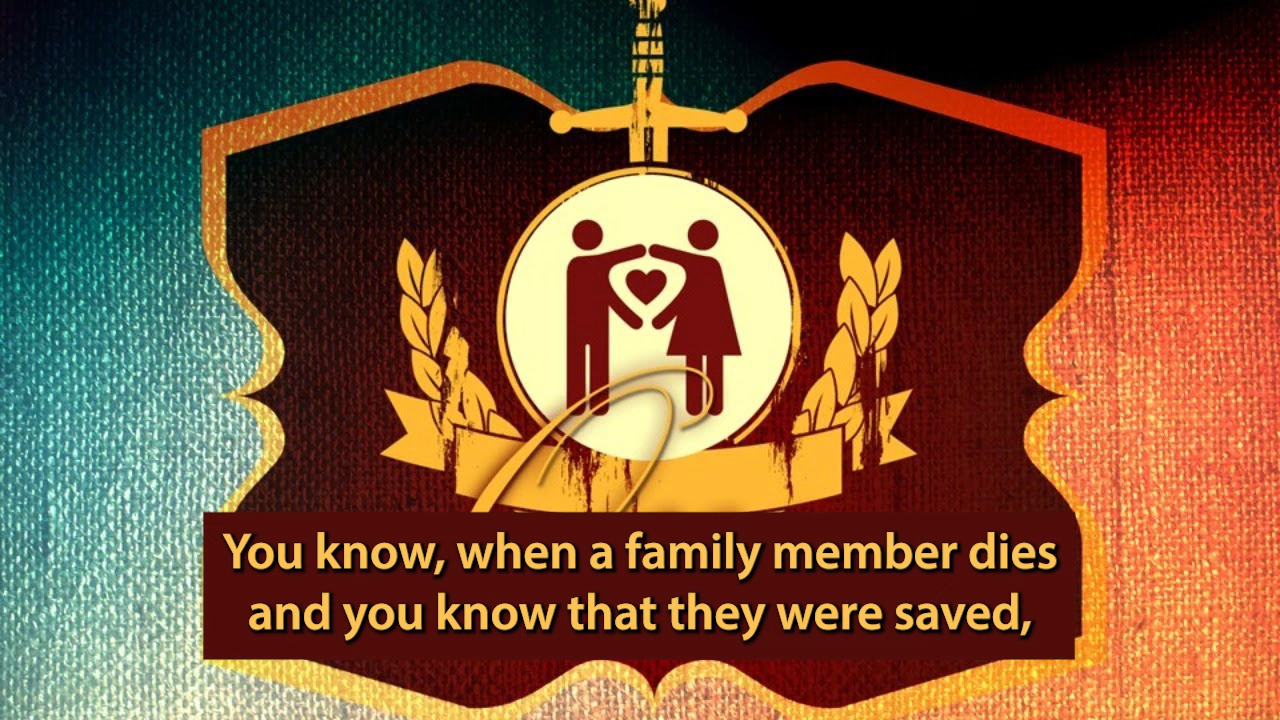 You know, when a family member dies
and you know that they were saved,